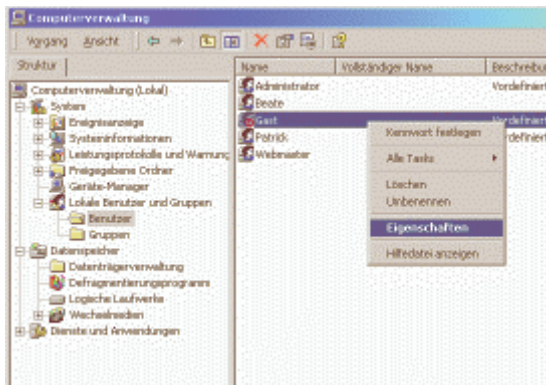 Computerverwaltung
Vorgang Ansicht
Struktur
Computerverwaltung (Lokal)
System
Ereignisanzeige
Systeminformationen
Leistungsprotokolle und Warnung
Freigegebene Ordner
Geräte-Manager
Lokale Benutzer und Gruppen
Benutzer
Gruppen
Datenspeicher
Datenträgerverwaltung
Defragmentierungsprogramm
Logische Laufwerke
Wechselmedien
Dienste und Anwendungen
Name Vollständiger Name Beschreibu
Administrator Vordefiniert
Beate
Gast Vordefiniert
Patrick
Webmaster
Kennwort festlegen
Alle Tasks
Löschen
Umbenennen
Eigenschaften
Hilfedatei anzeigen